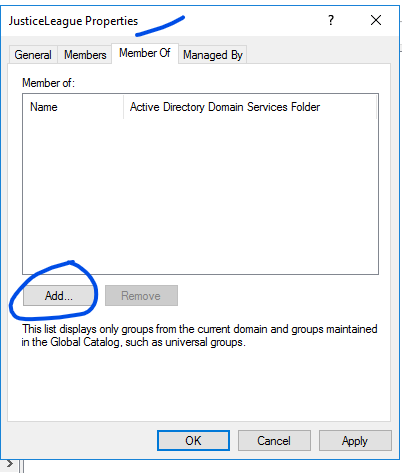 JusticeLeague Properties ? ×
General Members Member Of Managed By
Member of:
Name Active Directory Domain Services Folder
Add... Remove
This list displays only groups from the current domain and groups maintained
in the Global Catalog, such as universal groups.
OK Cancel Apply